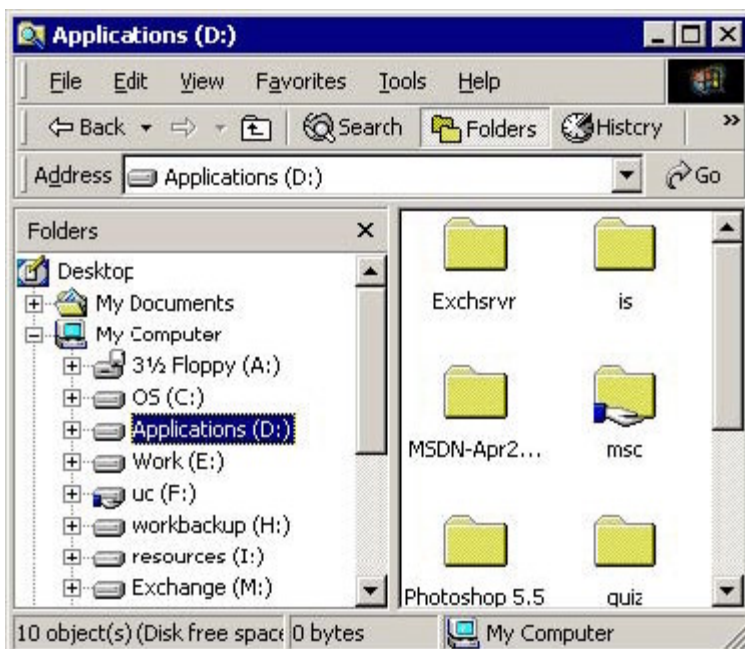 Applications (D:)
File Edit View Favorites Tools Help
Back Search Folders History »
Address Applications (D:) Go
Folders
Desktop
My Documents
My Computer
3½ Floppy (A:)
OS (C:)
Applications (D:)
Work (E:)
uc (F:)
workbackup (H:)
resources (I:)
Exchange (M:)
Exchsrvr is
MSDN-Apr2... msc
Photoshop 5.5 quiz
10 object(s) (Disk free space 0 bytes My Computer